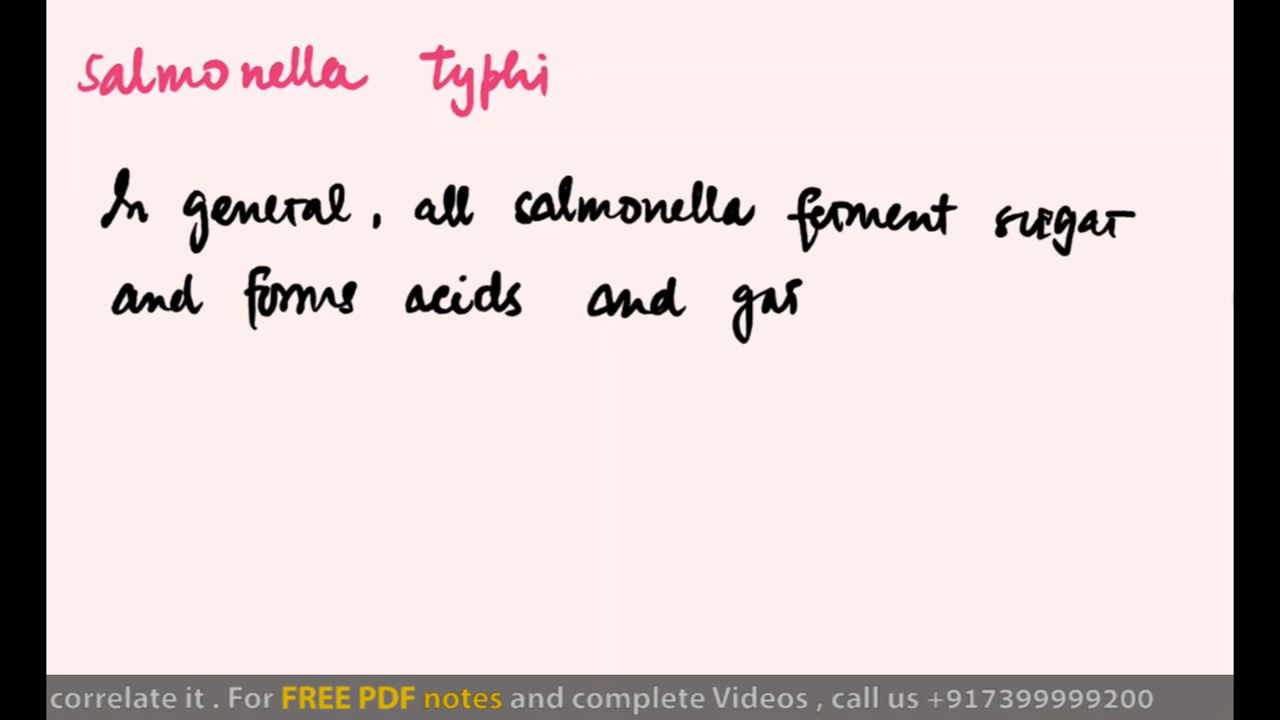 Salmonella Typhi
In general, all salmonella ferment sugar
and forms acids and gas
correlate it . For FREE PDF notes and complete Videos , call us +917399999200